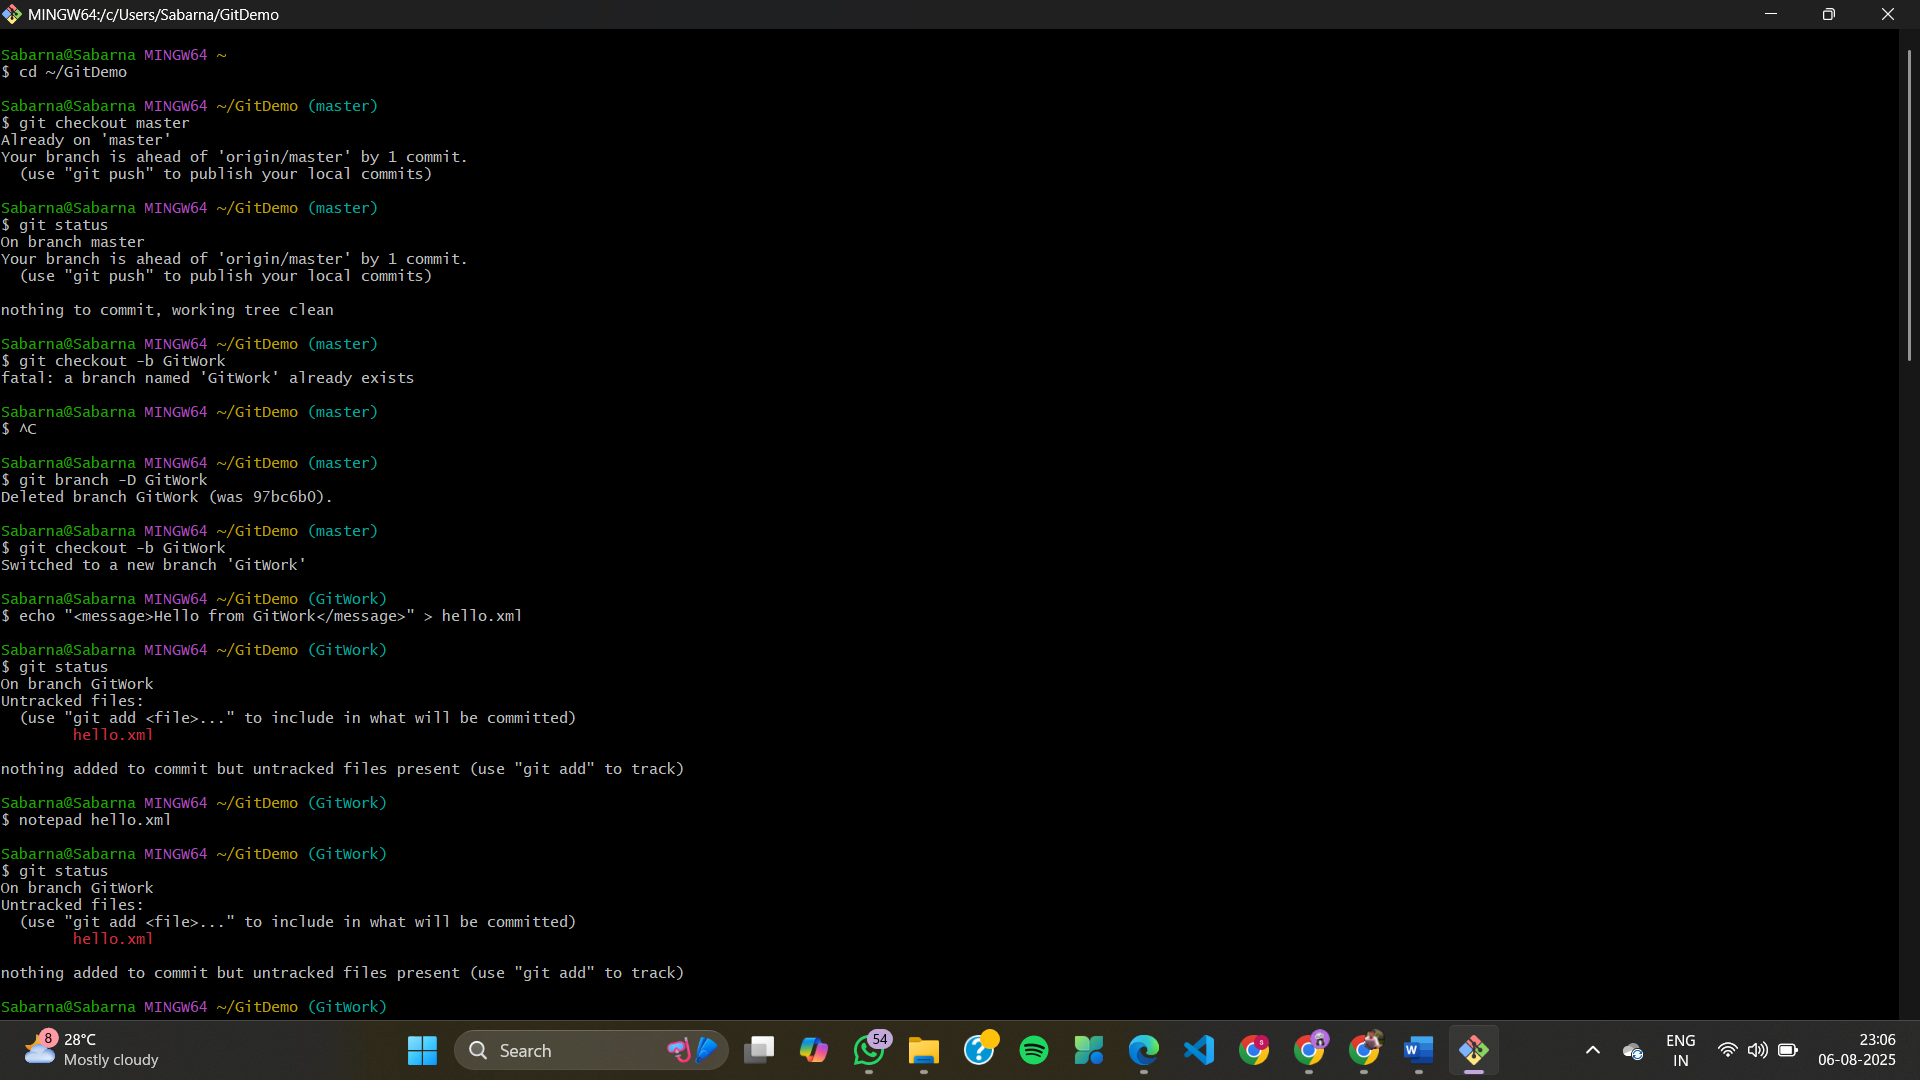 MINGW64:/c/Users/Sabarna/GitDemo
Sabarna@Sabarna MINGW64 ~
$ cd ~/GitDemo
Sabarna@Sabarna MINGW64 ~/GitDemo (master)
$ git checkout master
Already on 'master'
Your branch is ahead of 'origin/master' by 1 commit.
  (use "git push" to publish your local commits)
Sabarna@Sabarna MINGW64 ~/GitDemo (master)
$ git status
On branch master
Your branch is ahead of 'origin/master' by 1 commit.
  (use "git push" to publish your local commits)
nothing to commit, working tree clean
Sabarna@Sabarna MINGW64 ~/GitDemo (master)
$ git checkout -b GitWork
fatal: a branch named 'GitWork' already exists
Sabarna@Sabarna MINGW64 ~/GitDemo (master)
$ ^C
Sabarna@Sabarna MINGW64 ~/GitDemo (master)
$ git branch -D GitWork
Deleted branch GitWork (was 97bc6b0).
Sabarna@Sabarna MINGW64 ~/GitDemo (master)
$ git checkout -b GitWork
Switched to a new branch 'GitWork'
Sabarna@Sabarna MINGW64 ~/GitDemo (GitWork)
$ echo "<message>Hello from GitWork</message>" > hello.xml
Sabarna@Sabarna MINGW64 ~/GitDemo (GitWork)
$ git status
On branch GitWork
Untracked files:
  (use "git add <file>..." to include in what will be committed)
        hello.xml
nothing added to commit but untracked files present (use "git add" to track)
Sabarna@Sabarna MINGW64 ~/GitDemo (GitWork)
$ notepad hello.xml
Sabarna@Sabarna MINGW64 ~/GitDemo (GitWork)
$ git status
On branch GitWork
Untracked files:
  (use "git add <file>..." to include in what will be committed)
        hello.xml
nothing added to commit but untracked files present (use "git add" to track)
Sabarna@Sabarna MINGW64 ~/GitDemo (GitWork)
8
28°C
Mostly cloudy
Search
54
ENG
IN
23:06
06-08-2025